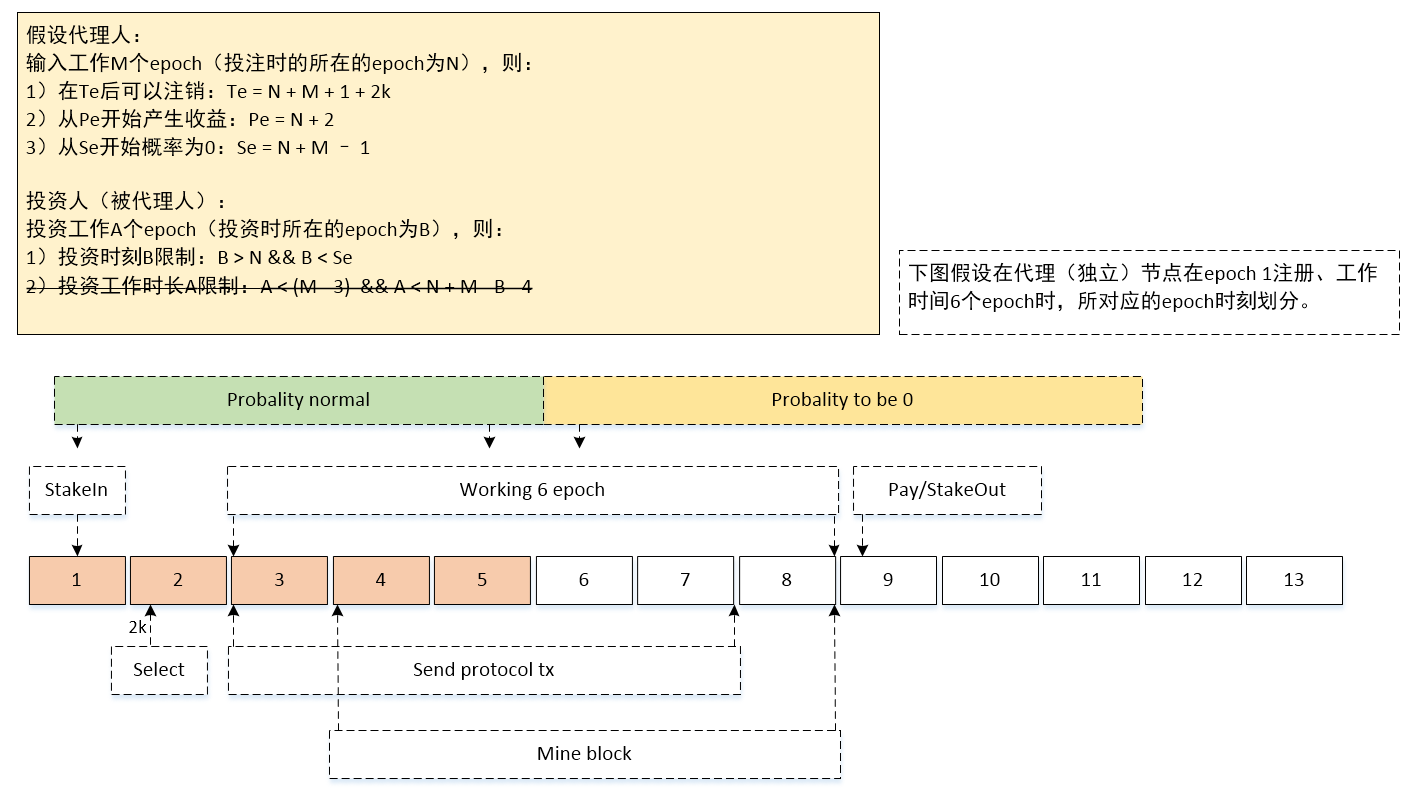 假设代理人：
输入工作M个epoch（投注时的所在的epoch为N），则：
1）在Te后可以注销：Te = N + M + 1 + 2k
2）从Pe开始产生收益：Pe = N + 2
3）从Se开始概率为0：Se = N + M － 1
投资人（被代理人）：
投资工作A个epoch（投资时所在的epoch为B），则：
1）投资时刻B限制：B > N && B < Se
2）投资工作时长A限制：A < (M - 3) && A < N + M - B - 4
下图假设在代理（独立）节点在epoch 1注册、工作
时间6个epoch时，所对应的epoch时刻划分。
Probality normal
Probality to be 0
StakeIn
Working 6 epoch
Pay/StakeOut
1
2
3
4
5
6
7
8
9
10
11
12
13
2k
Select
Send protocol tx
Mine block